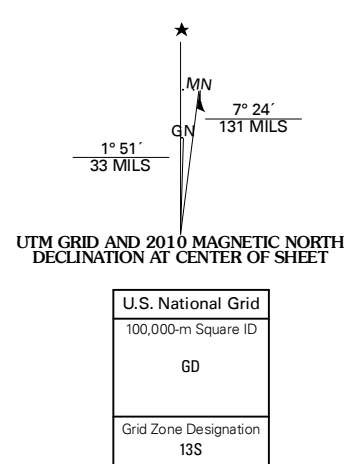 MN
7° 24´
131 MILS
GN
1° 51´
33 MILS
UTM GRID AND 2010 MAGNETIC NORTH
DECLINATION AT CENTER OF SHEET
U.S. National Grid
100,000-m Square ID
GD
Grid Zone Designation
13S